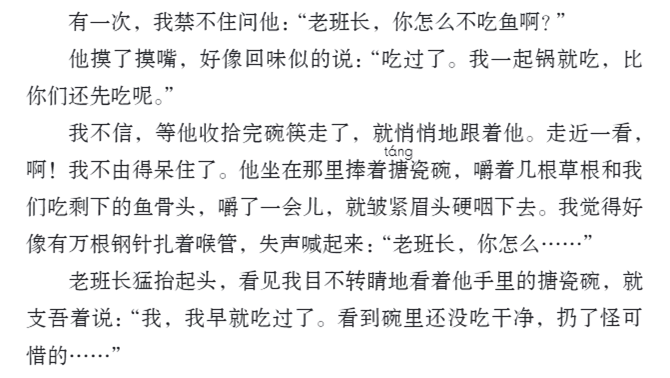 有一次，我禁不住问他：“老班长，你怎么不吃鱼啊？”
他摸了摸嘴，好像回味似的说：“吃过了。我一起锅就吃，比
你们还先吃呢。”
我不信，等他收拾完碗筷走了，就悄悄地跟着他。走近一看，
táng
啊！我不由得呆住了。他坐在那里捧着搪瓷碗，嚼着几根草根和我
们吃剩下的鱼骨头，嚼了一会儿，就皱紧眉头硬咽下去。我觉得好
像有万根钢针扎着喉管，失声喊起来：“老班长，你怎么……”
老班长猛抬起头，看见我目不转睛地看着他手里的搪瓷碗，就
支吾着说：“我，我早就吃过了。看到碗里还没吃干净，扔了怪可
惜的……”